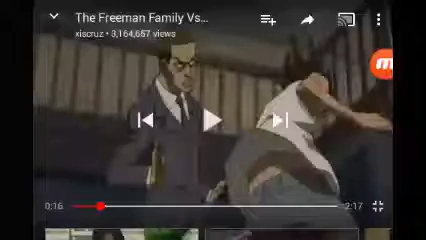 The Freeman Family Vs...
xiscruz • 3,164,657 views
0:16
2:17